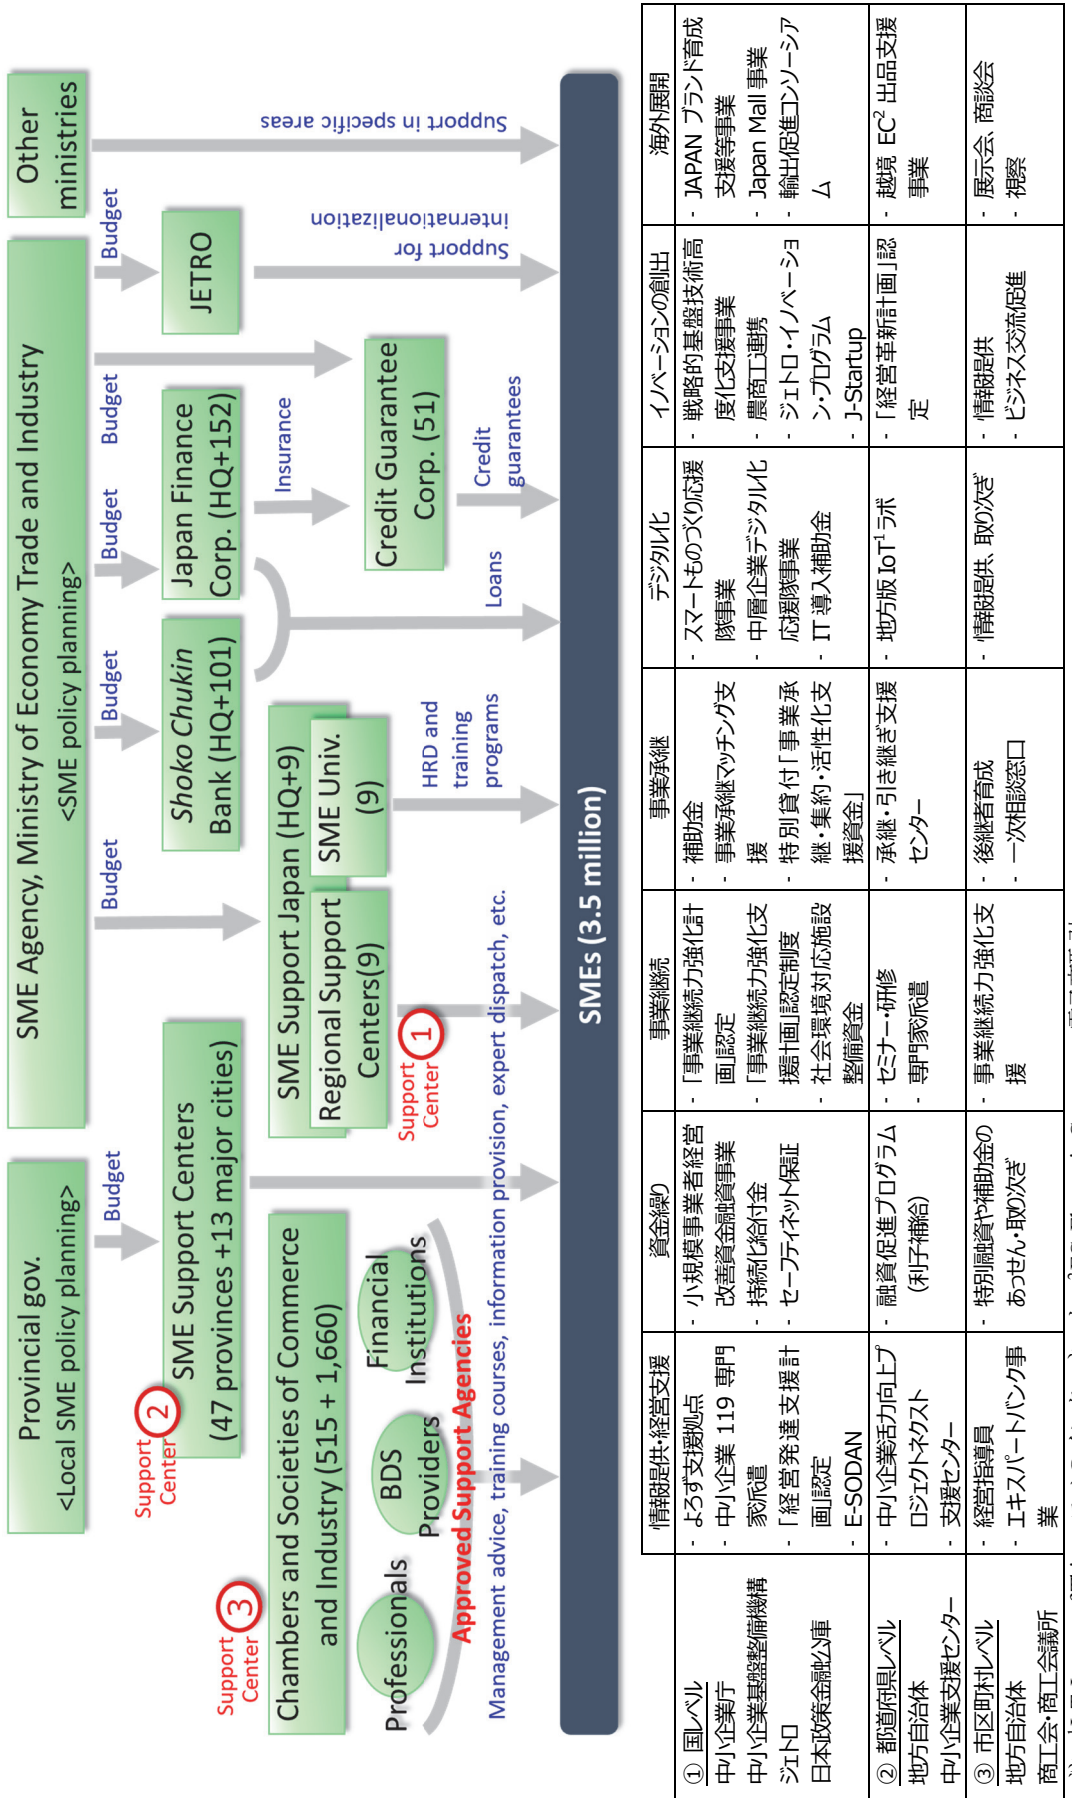 Provincial gov.
<Local SME policy planning>
SME Agency, Ministry of Economy Trade and Industry
<SME policy planning>
Other
ministries
Budget
Budget
Budget
Budget
Budget
Budget
Support
Center
2
SME Support Centers
(47 provinces +13 major cities)
Shoko Chukin
Bank (HQ+101)
Japan Finance
Corp. (HQ+152)
JETRO
Support
Center
3
Chambers and Societies of Commerce
and Industry (515 + 1,660)
SME Support Japan (HQ+9)
Regional Support
Centers(9)
SME Univ.
(9)
Insurance
Credit Guarantee
Corp. (51)
Support for
internationalization
Support in specific areas
Professionals
BDS
Providers
Financial
Institutions
Approved Support Agencies
Support
Center
1
HRD and
training
programs
Loans
Credit
guarantees
Management advice, training courses, information provision, expert dispatch, etc.
SMEs (3.5 million)
情報提供・経営支援
資金繰り
事業継続
事業承継
デジタル化
イノベーションの創出
海外展開
① 国レベル
中小企業庁
中小企業基盤整備機構
ジェトロ
日本政策金融公庫
- よろず支援拠点
- 中小企業 119 専門
家派遣
- 「経営発達支援計
画」認定
- E-SODAN
- 小規模事業者経営
改善資金融資事業
- 持続化給付金
- セーフティネット保証
- 「事業継続力強化計
画」認定
- 「事業継続力強化支
援計画」認定制度
- 社会環境対応施設
整備資金
- 補助金
- 事業承継マッチング支
援
- 特別貸付「事業承
継・集約・活性化支
援資金」
- スマートものづくり応援
隊事業
- 中層企業デジタル化
応援隊事業
- IT 導入補助金
- 戦略的基盤技術高
度化支援事業
- 農商工連携
- ジェトロ・イノベーショ
ン・プログラム
- J-Startup
- JAPAN ブランド育成
支援等事業
- Japan Mall 事業
- 輸出促進コンソーシア
ム
② 都道府県レベル
地方自治体
中小企業支援センター
- 中小企業活力向上プ
ロジェクトネクスト
- 支援センター
- 融資促進プログラム
(利子補給)
- セミナー・研修
- 専門家派遣
- 承継・引き継ぎ支援
センター
- 地方版 IoT1 ラボ
- 「経営革新計画」認
定
- 越境 EC2 出品支援
事業
③ 市区町村レベル
地方自治体
商工会・商工会議所
- 経営指導員
- エキスパートバンク事
業
- 特別融資や補助金の
あっせん・取り次ぎ
- 事業継続力強化支
援
- 後継者育成
- 一次相談窓口
- 情報提供、取り次ぎ
- 情報提供
- ビジネス交流促進
- 展示会、商談会
- 視察